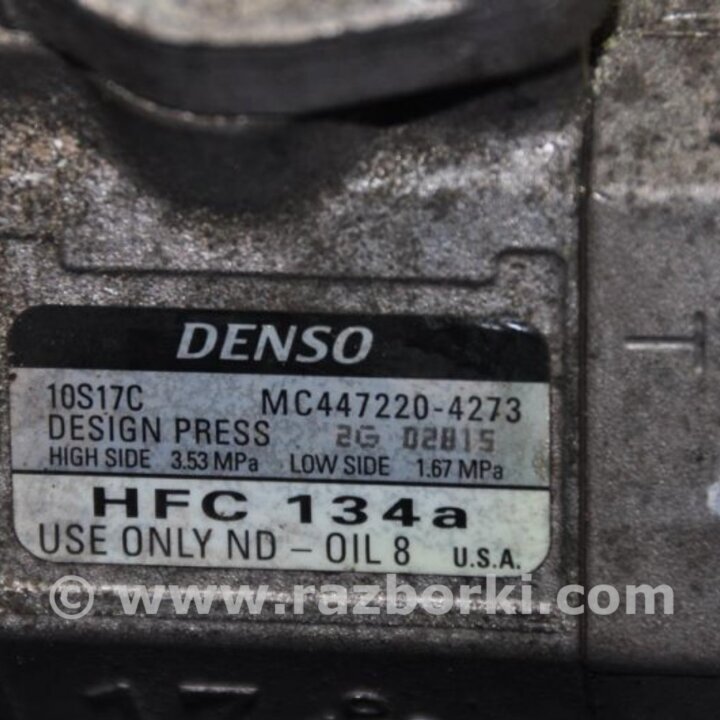 DENSO
10S17C MC447220-4273
DESIGN PRESS 2G 02815
HIGH SIDE 3.53 MPa LOW SIDE 1.67 MPa
HFC 134a
USE ONLY ND - OIL 8 U.S.A.
© www.razborki.com